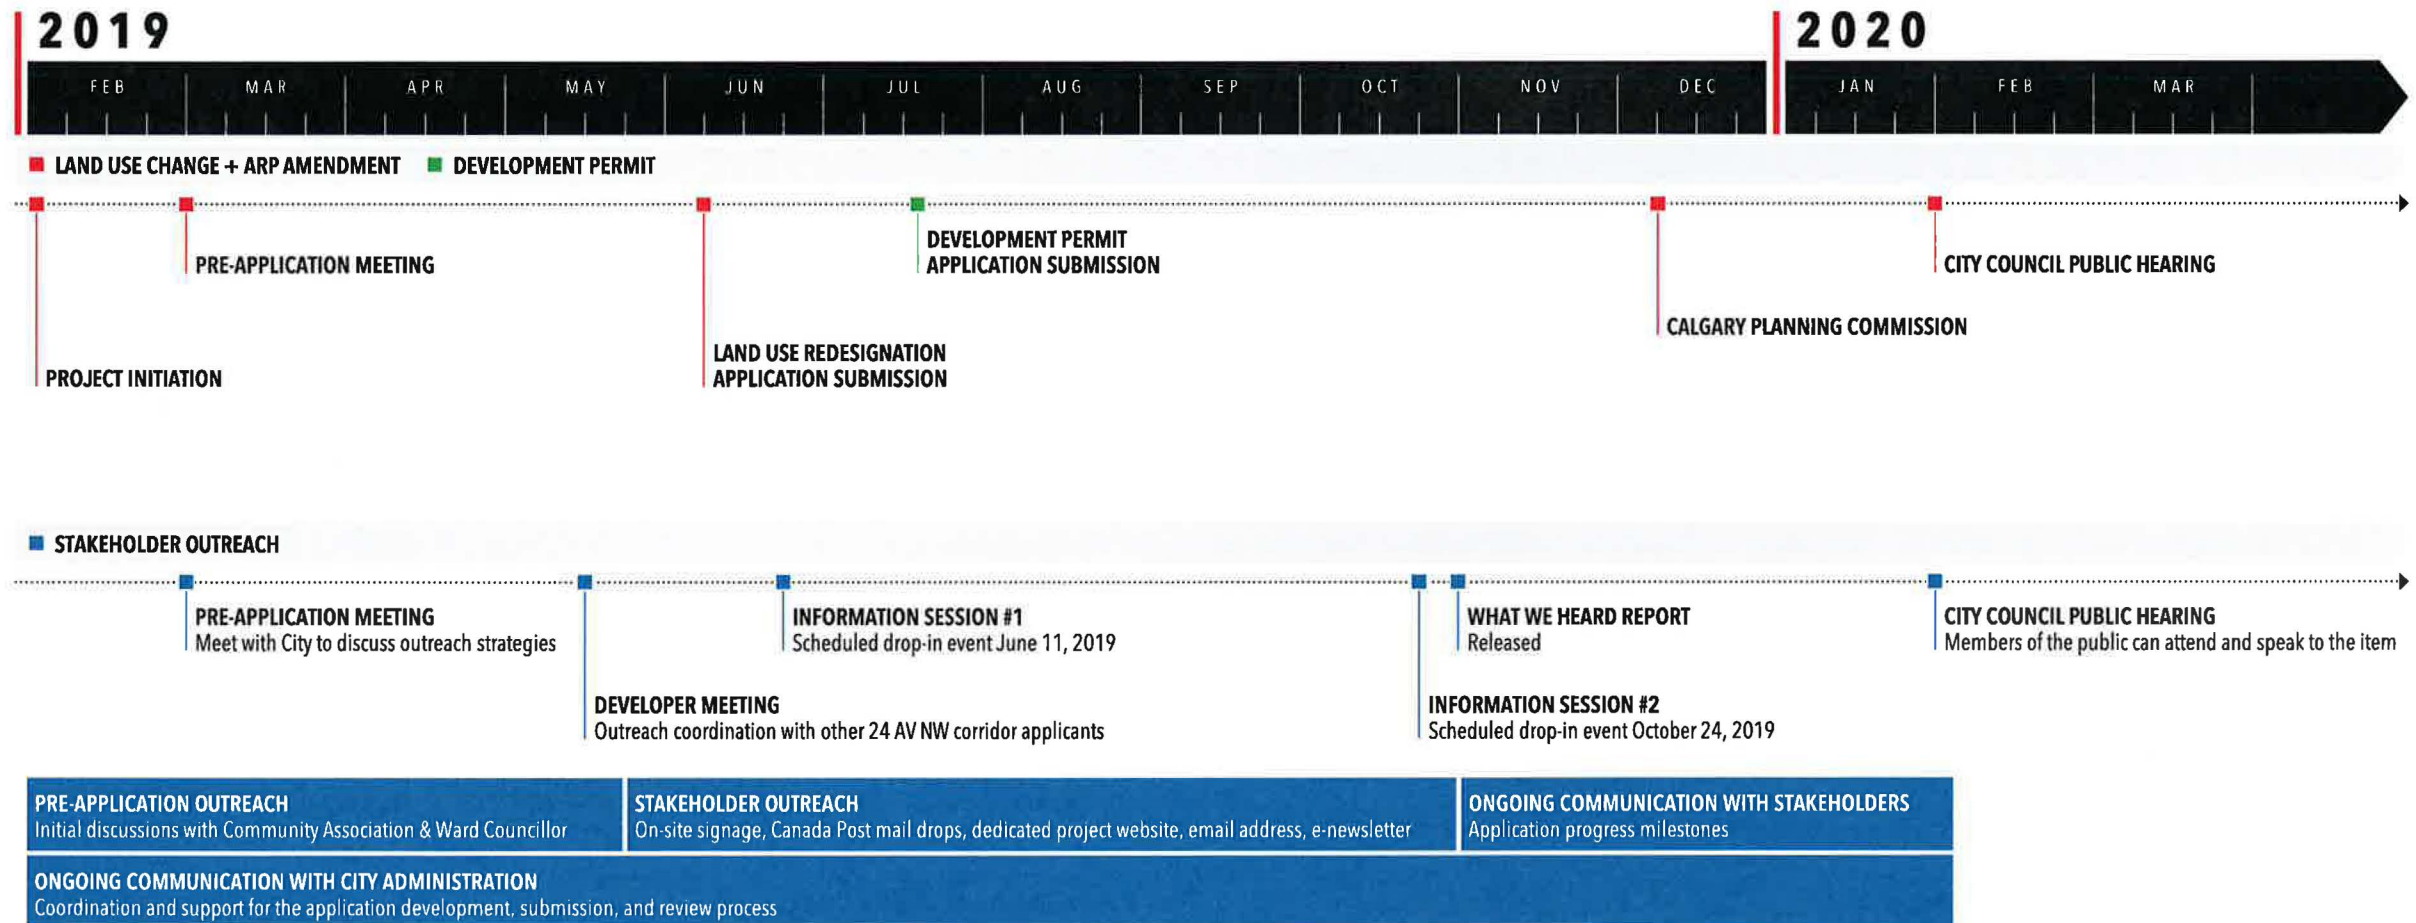 2019
2020
FEB MAR APR MAY JUN JUL AUG SEP OCT NOV DEC JAN FEB MAR
LAND USE CHANGE + ARP AMENDMENT DEVELOPMENT PERMIT
PRE-APPLICATION MEETING
DEVELOPMENT PERMIT
APPLICATION SUBMISSION
CITY COUNCIL PUBLIC HEARING
CALGARY PLANNING COMMISSION
PROJECT INITIATION
LAND USE REDESIGNATION
APPLICATION SUBMISSION
STAKEHOLDER OUTREACH
PRE-APPLICATION MEETING
Meet with City to discuss outreach strategies
INFORMATION SESSION #1
Scheduled drop-in event June 11, 2019
WHAT WE HEARD REPORT
Released
CITY COUNCIL PUBLIC HEARING
Members of the public can attend and speak to the item
DEVELOPER MEETING
Outreach coordination with other 24 AV NW corridor applicants
INFORMATION SESSION #2
Scheduled drop-in event October 24, 2019
PRE-APPLICATION OUTREACH
Initial discussions with Community Association & Ward Councillor
STAKEHOLDER OUTREACH
On-site signage, Canada Post mail drops, dedicated project website, email address, e-newsletter
ONGOING COMMUNICATION WITH STAKEHOLDERS
Application progress milestones
ONGOING COMMUNICATION WITH CITY ADMINISTRATION
Coordination and support for the application development, submission, and review process